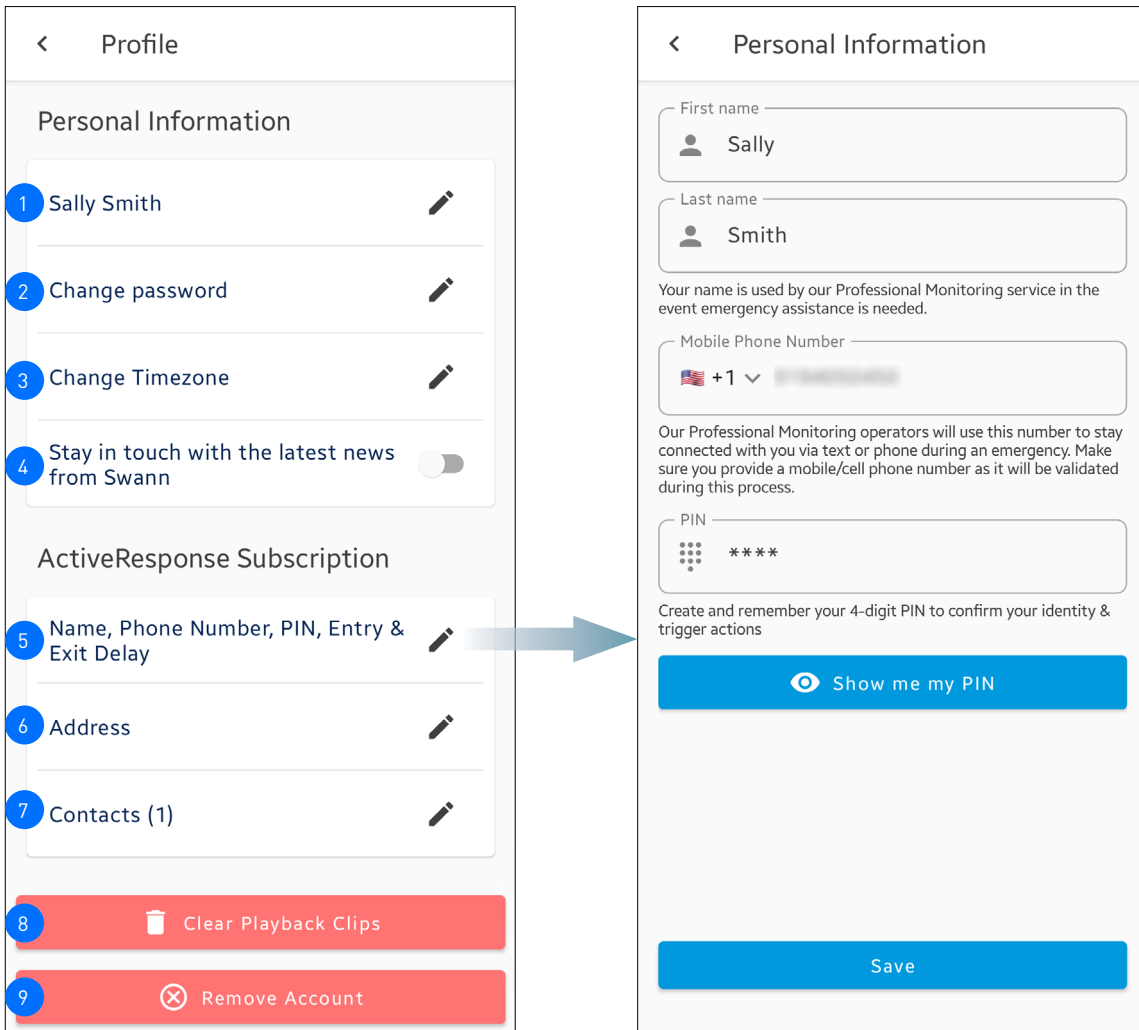 Profile
Personal Information
1 Sally Smith
2 Change password
3 Change Timezone
4 Stay in touch with the latest news
from Swann
ActiveResponse Subscription
5 Name, Phone Number, PIN, Entry &
Exit Delay
6 Address
7 Contacts (1)
8 Clear Playback Clips
9 Remove Account
Personal Information
First name
Sally
Last name
Smith
Your name is used by our Professional Monitoring service in the
event emergency assistance is needed.
Mobile Phone Number
+1
Our Professional Monitoring operators will use this number to stay
connected with you via text or phone during an emergency. Make
sure you provide a mobile/cell phone number as it will be validated
during this process.
PIN
****
Create and remember your 4-digit PIN to confirm your identity &
trigger actions
Show me my PIN
Save